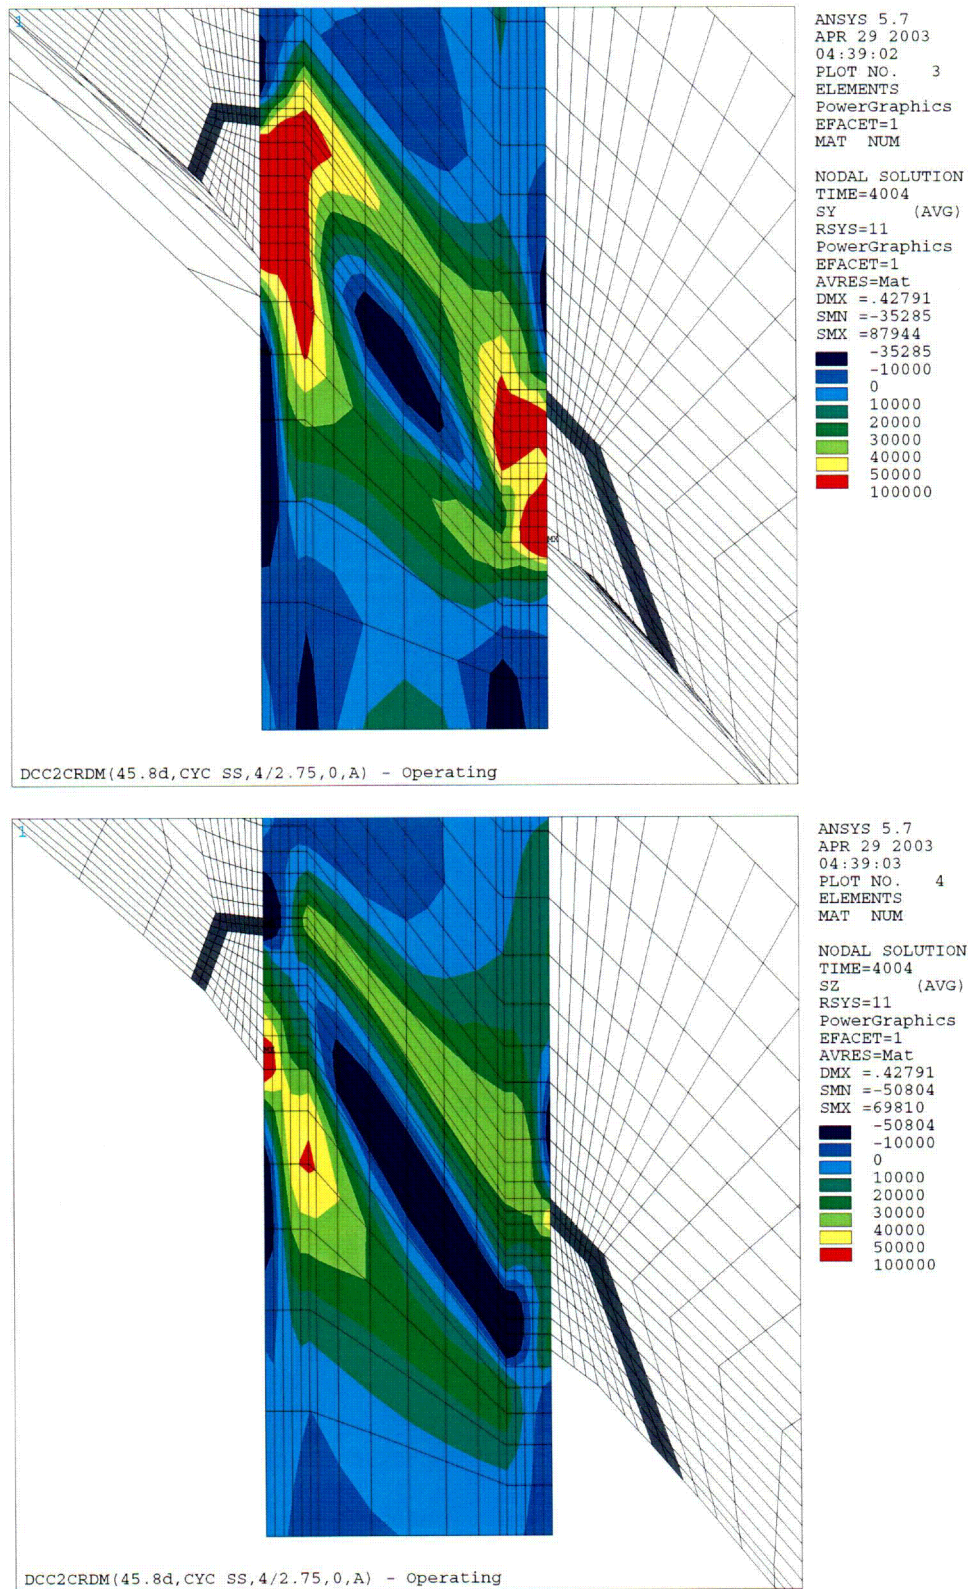 1
ANSYS 5.7
APR 29 2003
04:39:02
PLOT NO. 3
ELEMENTS
PowerGraphics
EFACET=1
MAT NUM
NODAL SOLUTION
TIME=4004
SY (AVG)
RSYS=11
PowerGraphics
EFACET=1
AVRES=Mat
DMX =.42791
SMN =-35285
SMX =87944
-35285
-10000
0
10000
20000
30000
40000
50000
100000
MX
DCC2CRDM(45.8d,CYC SS,4/2.75,0,A) - Operating
1
ANSYS 5.7
APR 29 2003
04:39:03
PLOT NO. 4
ELEMENTS
MAT NUM
NODAL SOLUTION
TIME=4004
SZ (AVG)
RSYS=11
PowerGraphics
EFACET=1
AVRES=Mat
DMX =.42791
SMN =-50804
SMX =69810
-50804
-10000
0
10000
20000
30000
40000
50000
100000
DCC2CRDM(45.8d,CYC SS,4/2.75,0,A) - Operating